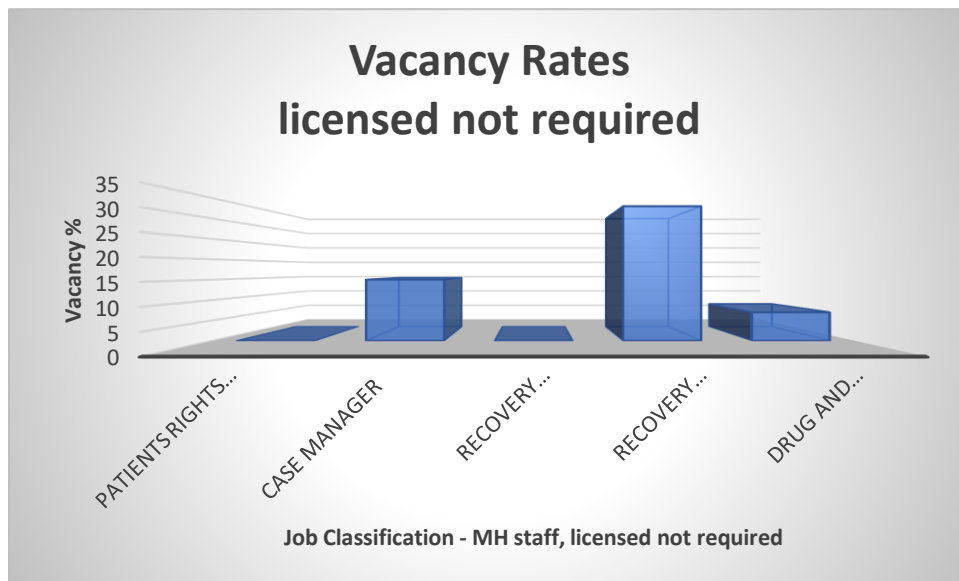 Vacancy Rates
licensed not required
Vacancy %
35
30
25
20
15
10
5
0
PATIENTS RIGHTS...
CASE MANAGER
RECOVERY...
RECOVERY...
DRUG AND...
Job Classification - MH staff, licensed not required